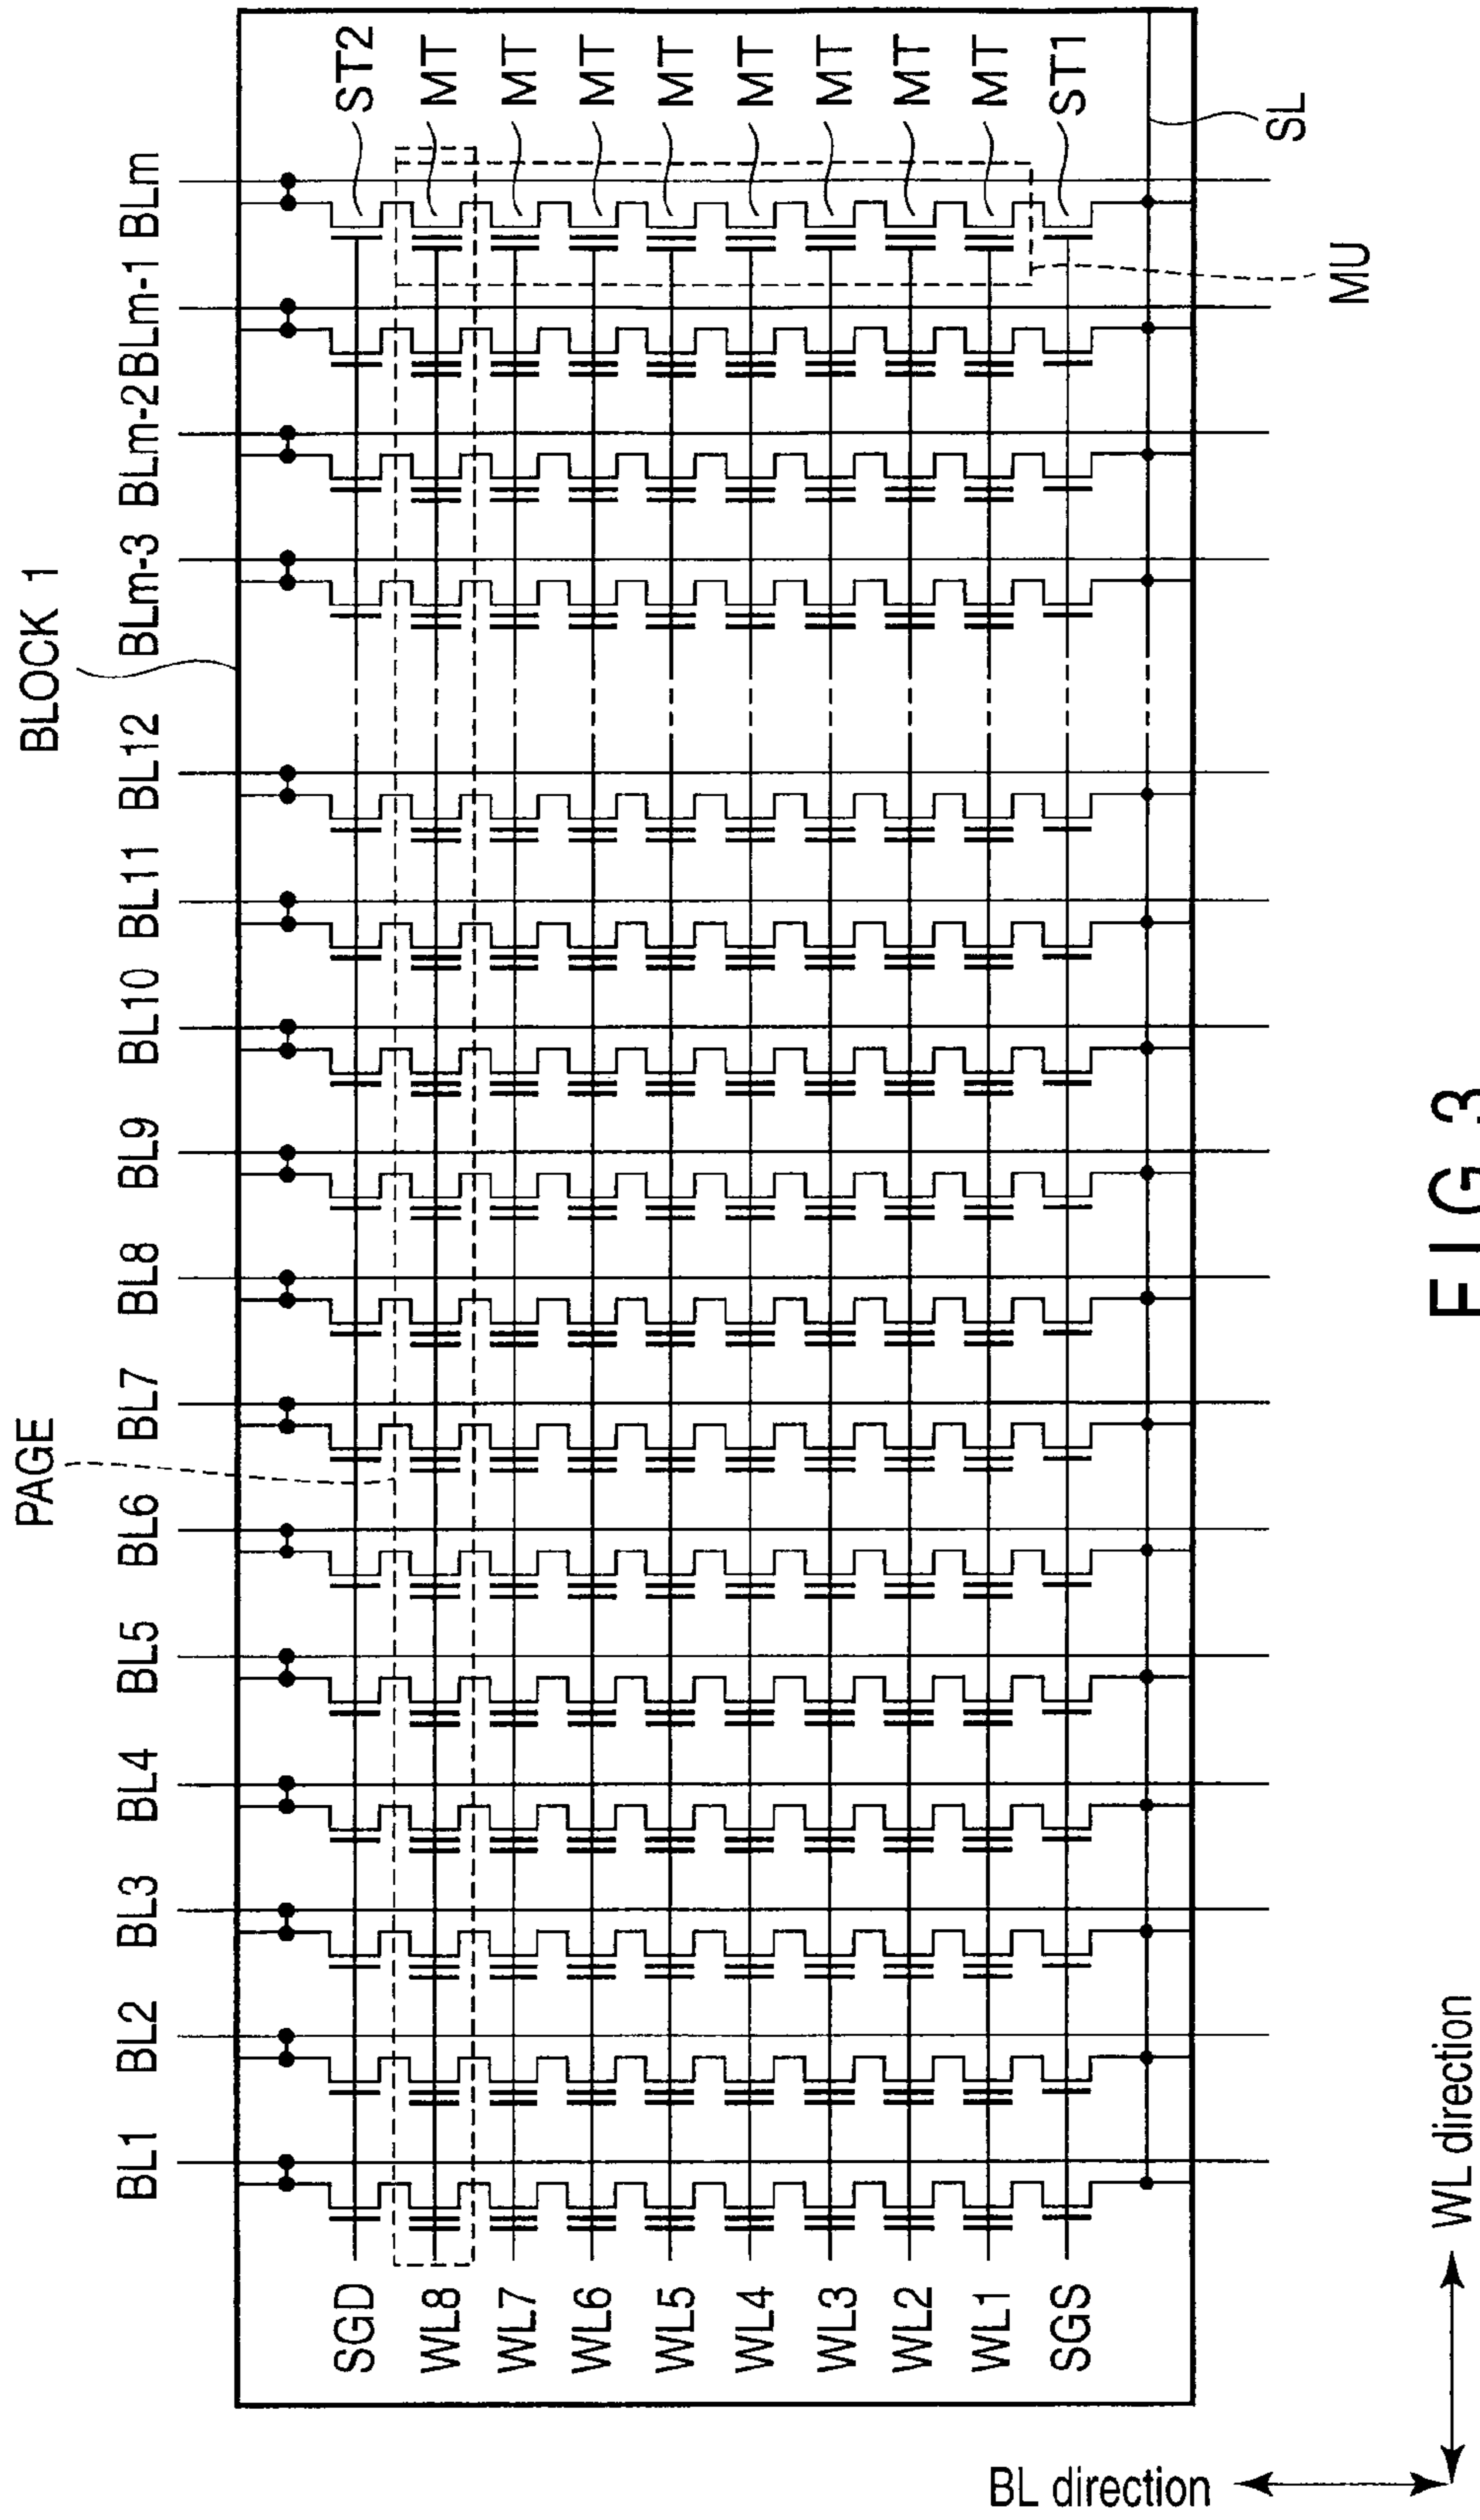 BLOCK 1
PAGE
BL1 BL2 BL3 BL4 BL5 BL6 BL7 BL8 BL9 BL10 BL11 BL12 BLm-3 BLm-2 BLm-1 BLm
SGD ST2
WL8 MT
WL7 MT
WL6 MT
WL5 MT
WL4 MT
WL3 MT
WL2 MT
WL1 MT
SGS ST1
SL
MU
BL direction
WL direction
FIG. 3